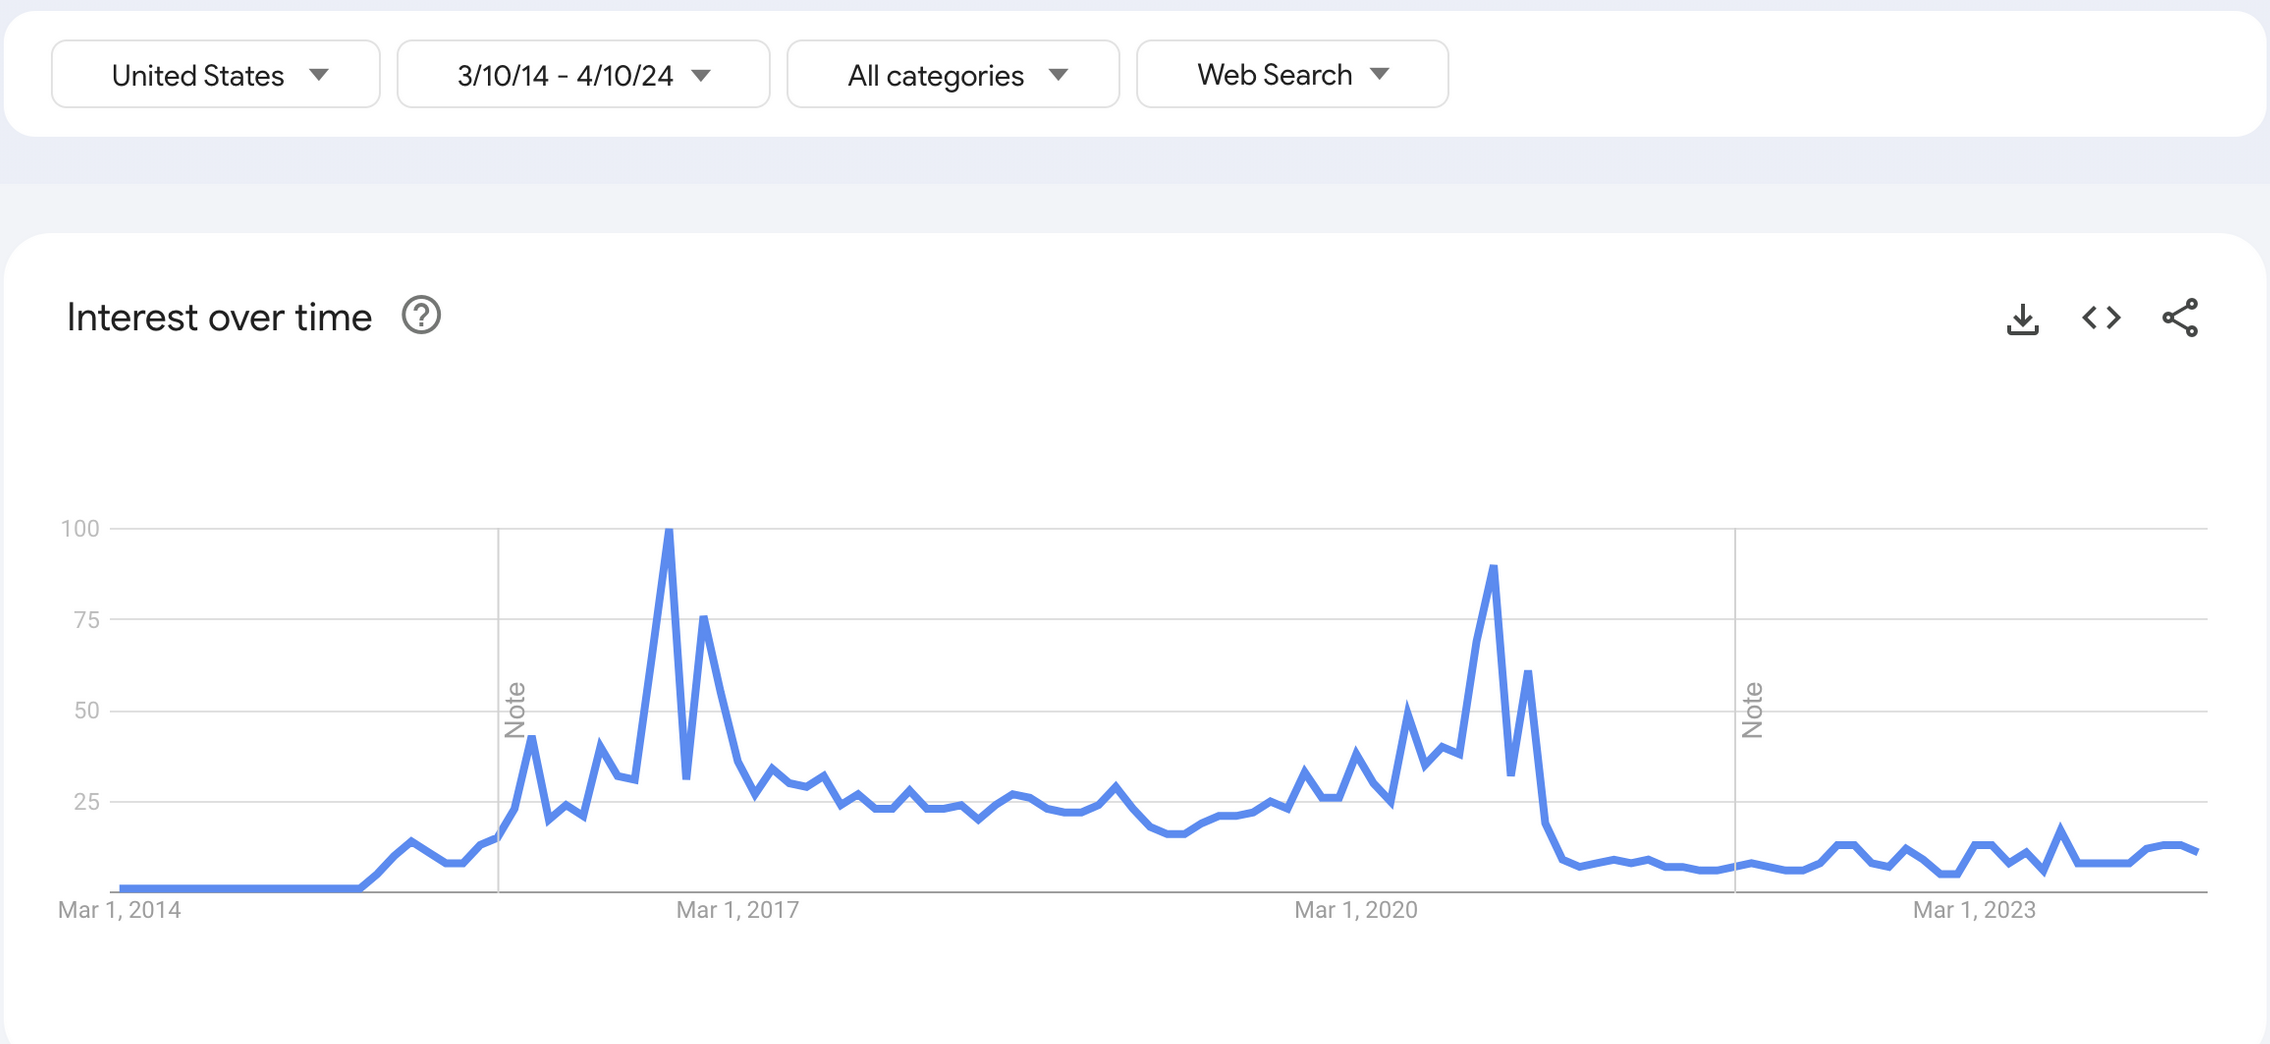 United States
3/10/14 - 4/10/24
All categories
Web Search
Interest over time
100
75
50
25
Note
Note
Mar 1, 2014
Mar 1, 2017
Mar 1, 2020
Mar 1, 2023